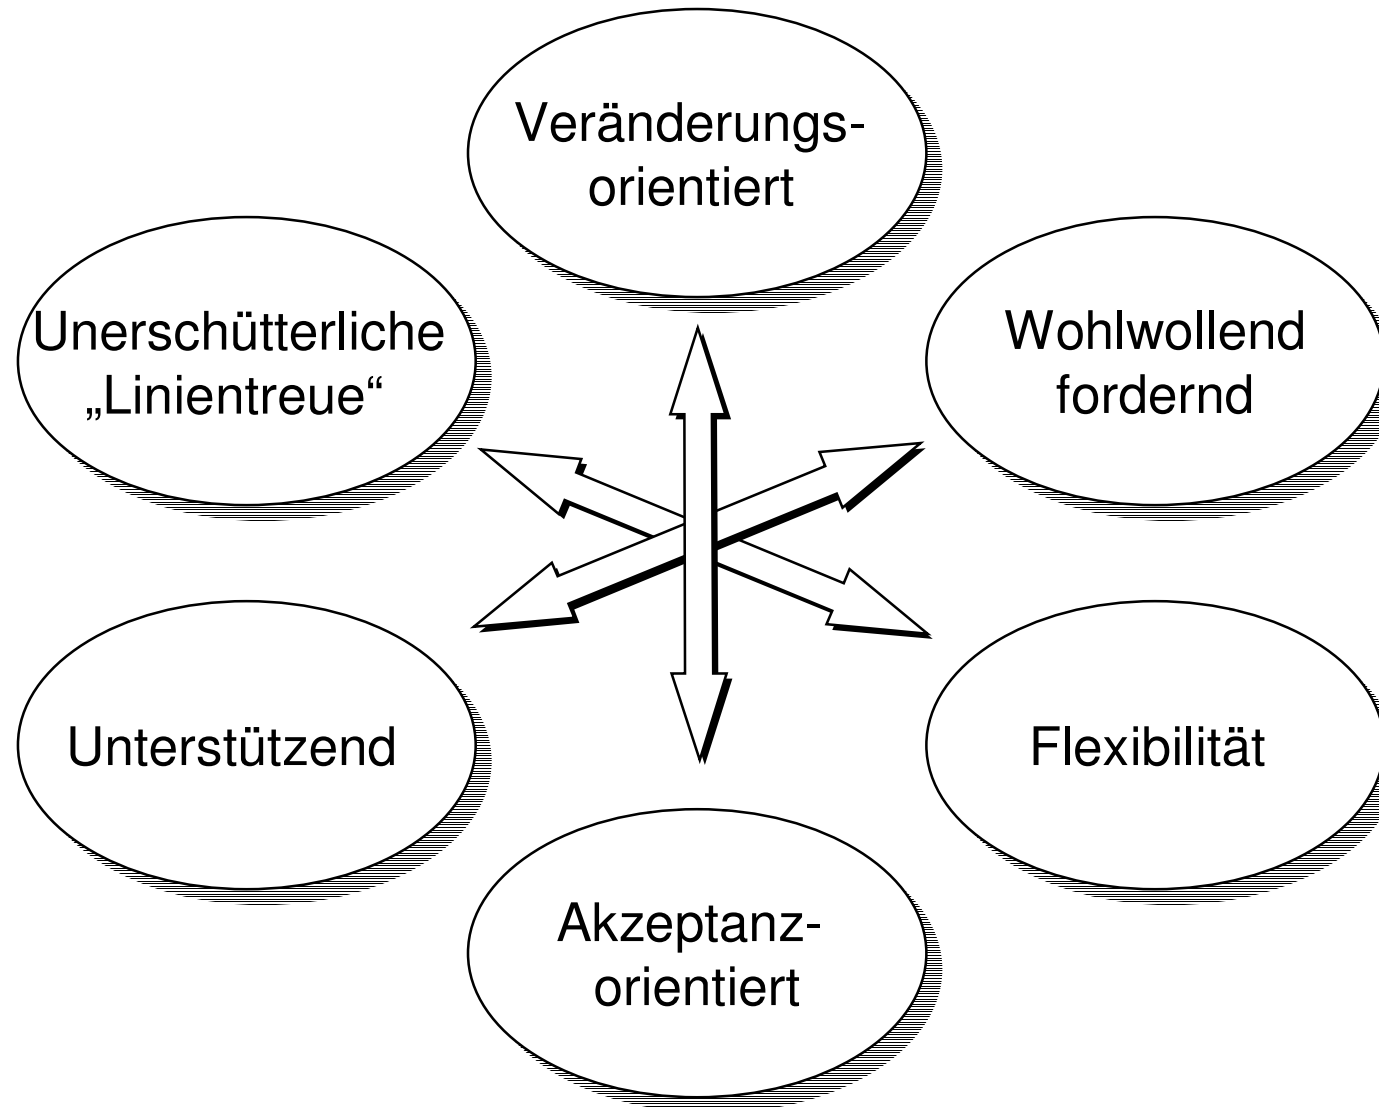 Veränderungs-
orientiert
Unerschütterliche
„Linientreue“
Wohlwollend
fordernd
Unterstützend
Flexibilität
Akzeptanz-
orientiert